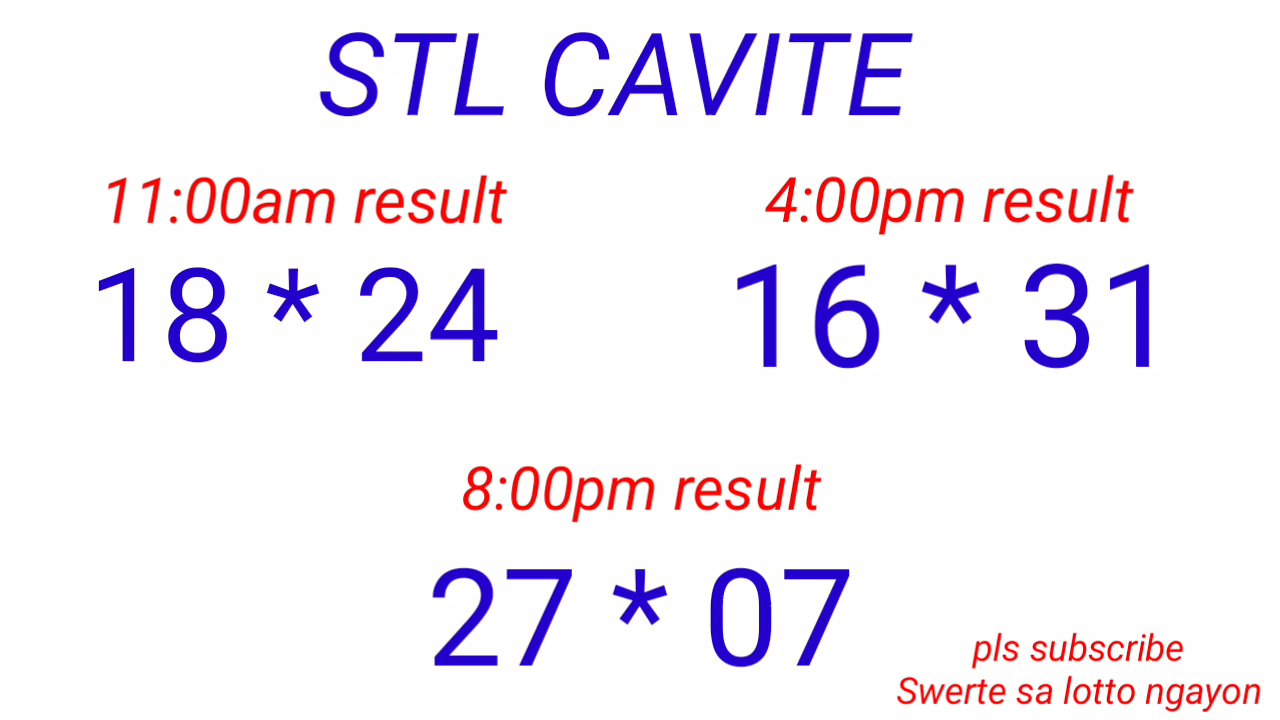 STL CAVITE
11:00am result
18 * 24
4:00pm result
16 * 31
8:00pm result
27 * 07
pls subscribe
Swerte sa lotto ngayon